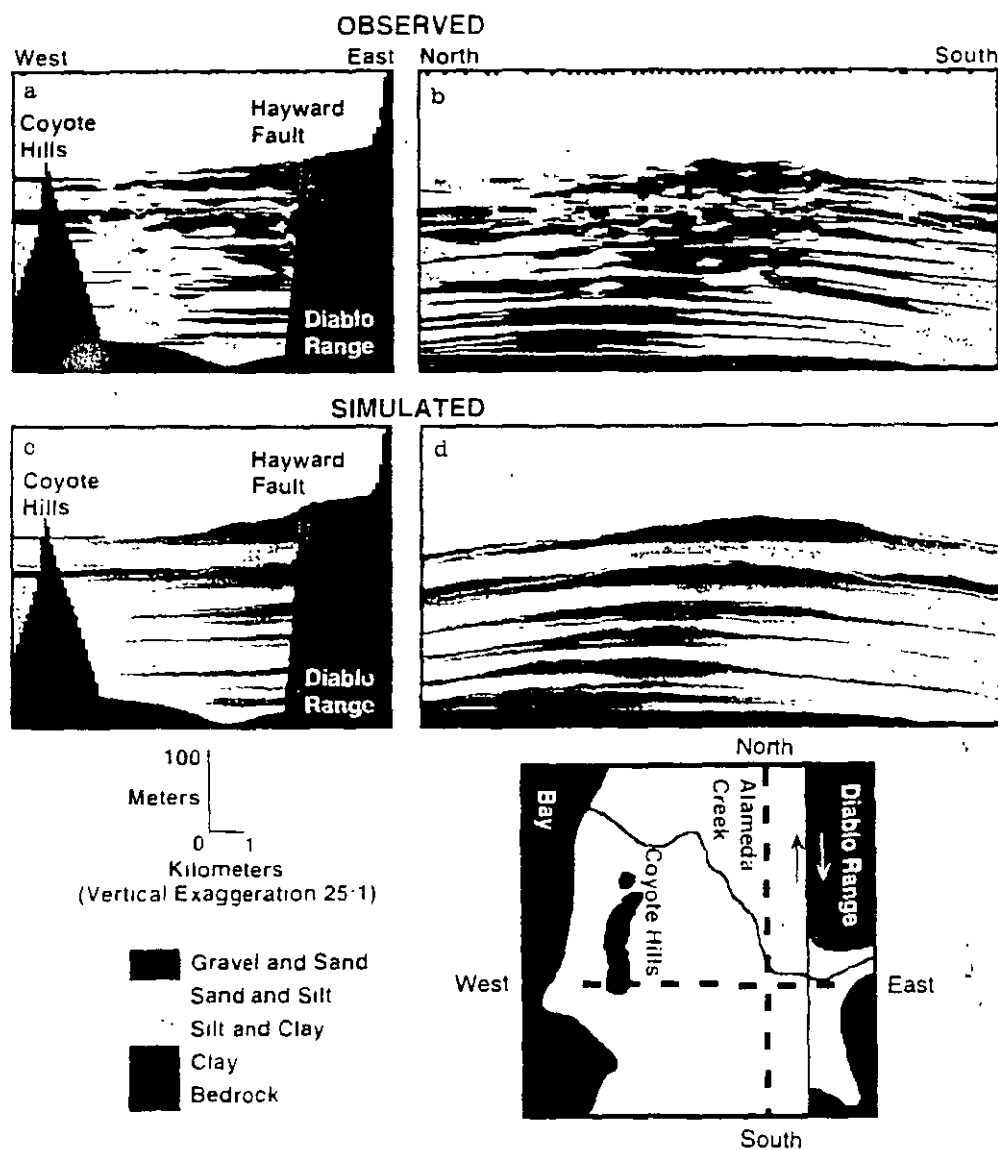 OBSERVED
West
East
North
South
a
Coyote
Hills
Hayward
Fault
Diablo
Range
b
SIMULATED
c
Coyote
Hills
Hayward
Fault
Diablo
Range
d
100
Meters
0 1
Kilometers
(Vertical Exaggeration 25·1)
Gravel and Sand
Sand and Silt
Silt and Clay
Clay
Bedrock
North
Bay
Alameda
Creek
Diablo Range
Coyote Hills
West
East
South